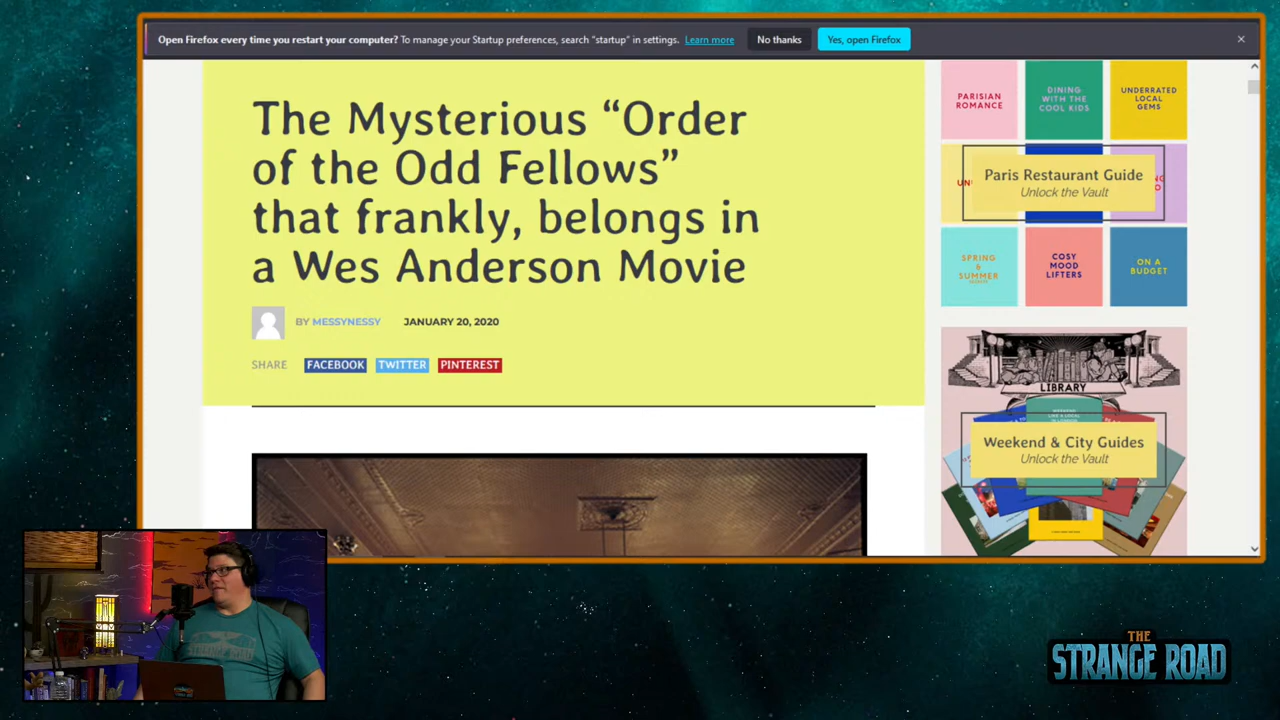 Open Firefox every time you restart your computer? To manage your Startup preferences, search "startup" in settings. Learn more No thanks Yes, open Firefox
The Mysterious “Order
of the Odd Fellows”
that frankly, belongs in
a Wes Anderson Movie
BY MESSYNESSY JANUARY 20, 2020
SHARE FACEBOOK TWITTER PINTEREST
PARISIAN
ROMANCE
DINING
WITH THE
COOL KIDS
UNDERRATED
LOCAL
GEMS
Paris Restaurant Guide
Unlock the Vault
SPRING
&
SUMMER
COSY
MOOD
LIFTERS
ON A
BUDGET
LIBRARY
Weekend & City Guides
Unlock the Vault
THE
STRANGE ROAD